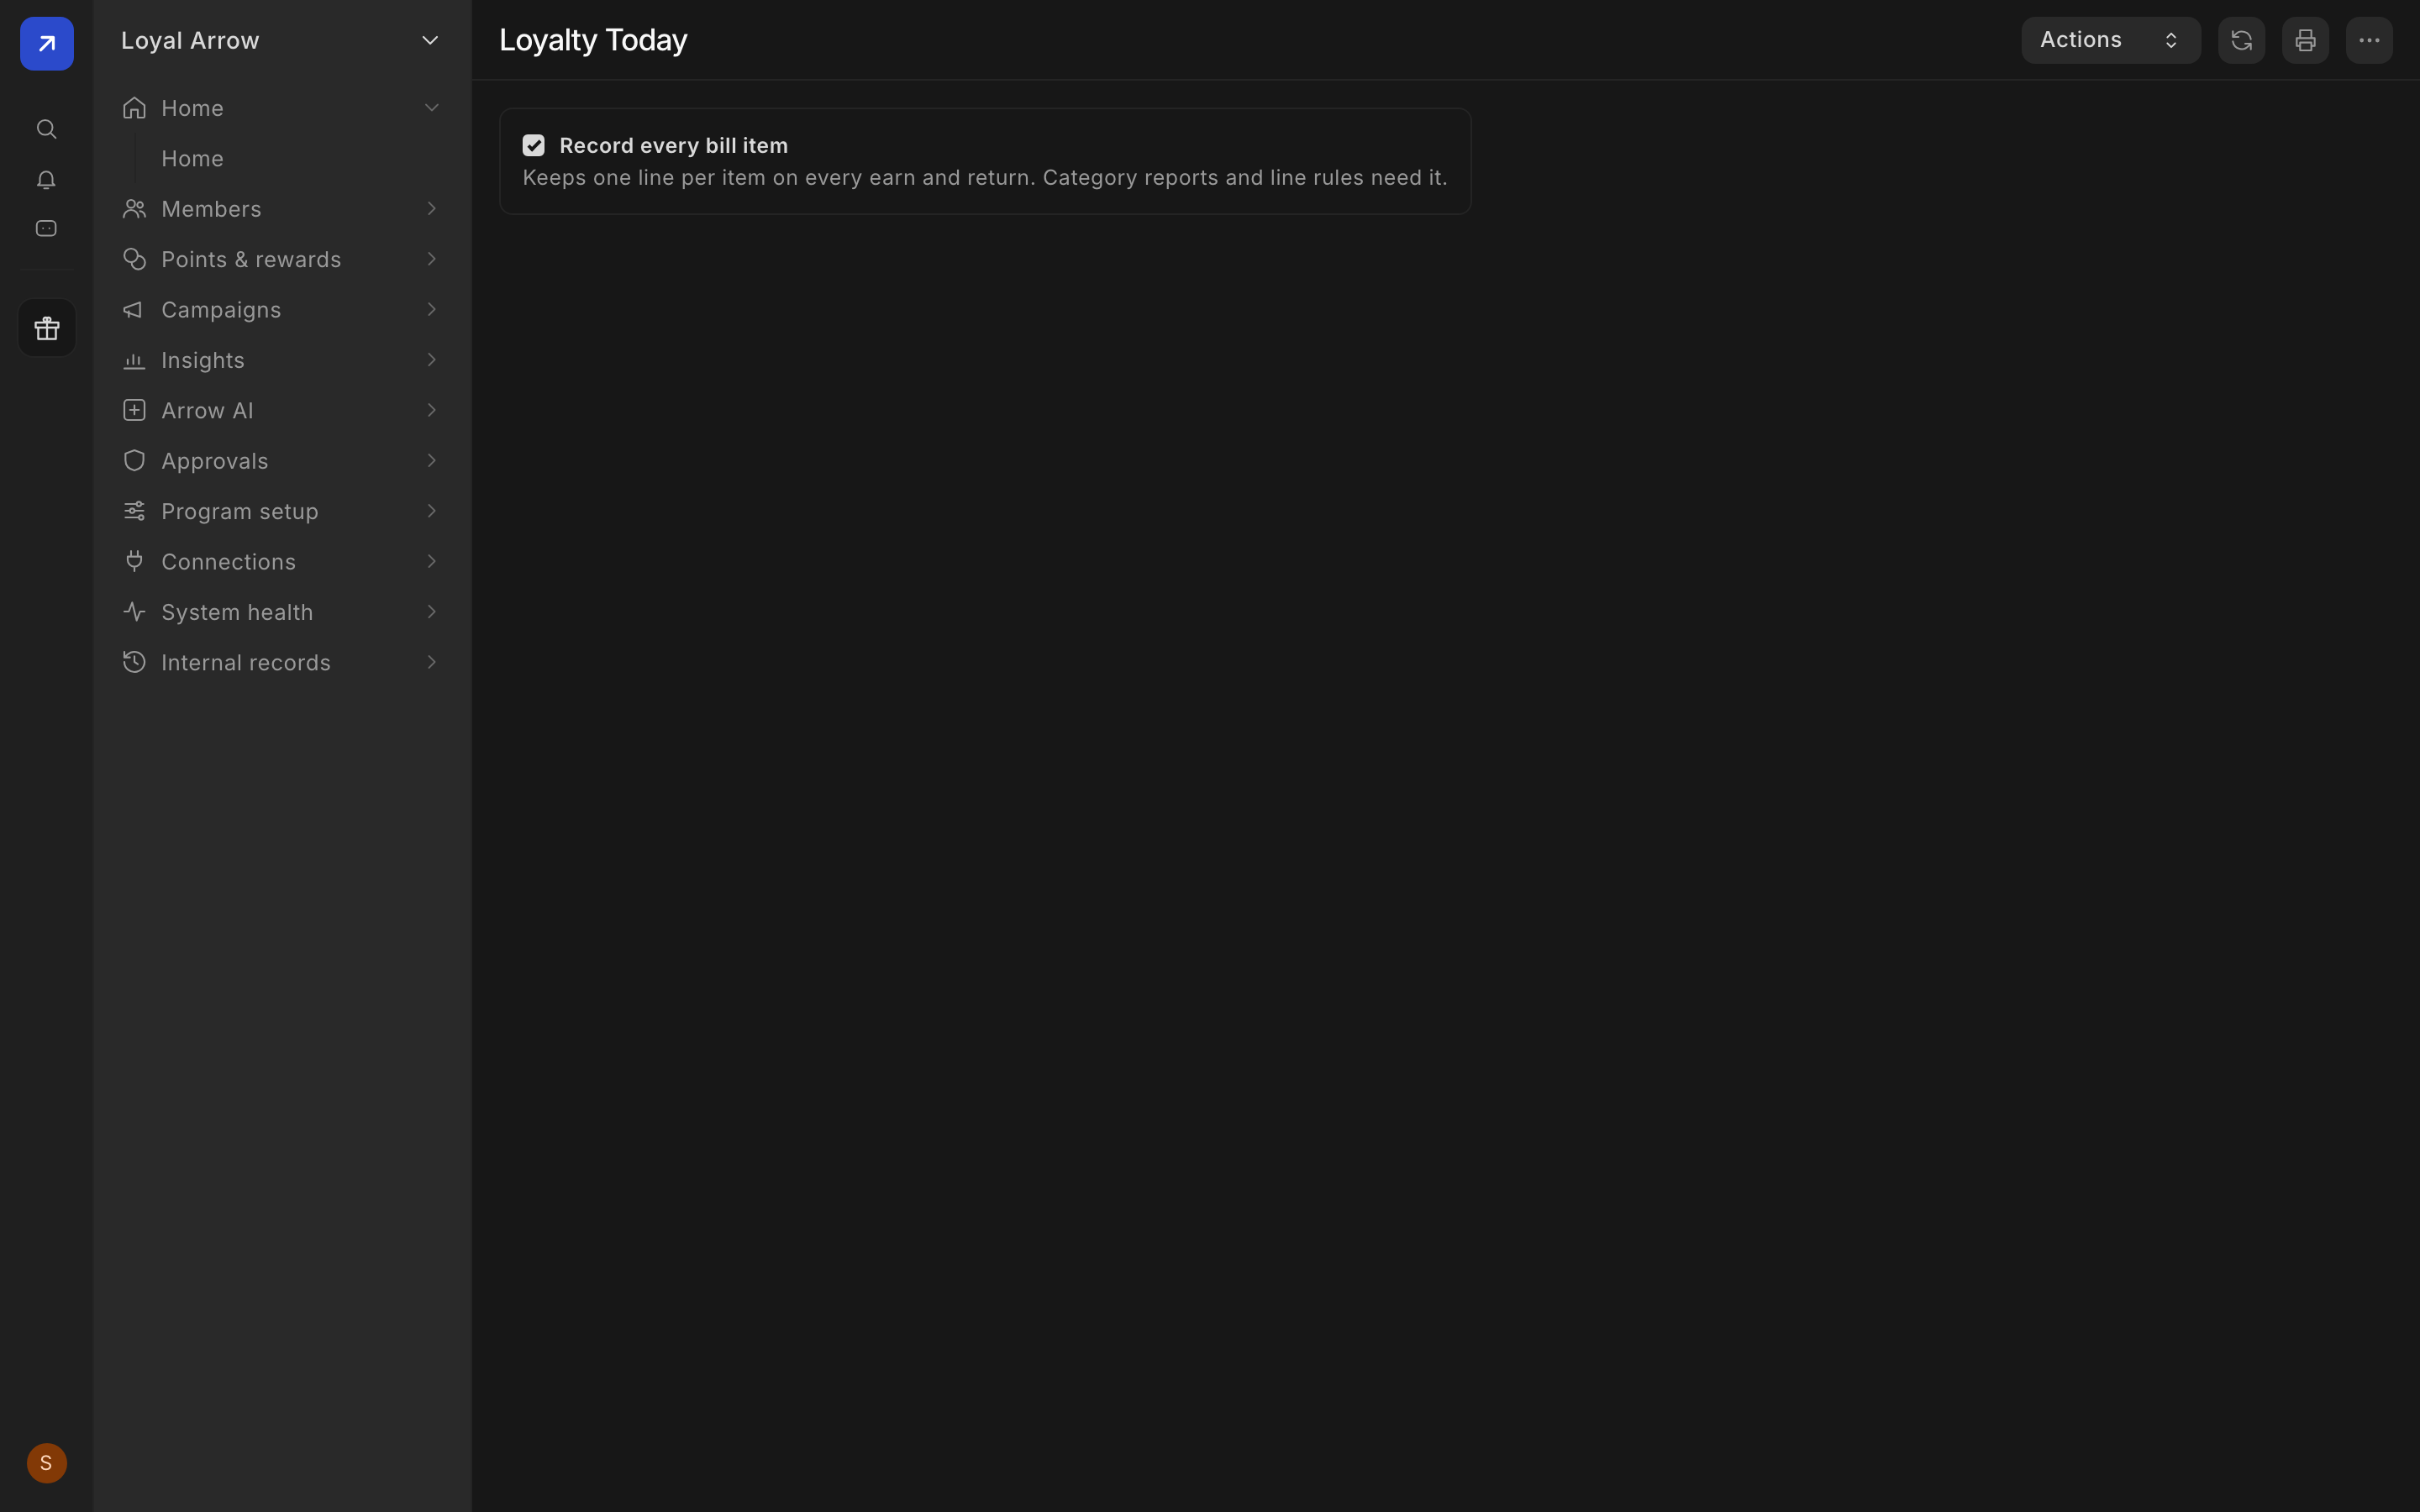 Loyal Arrow
Home
Home
Members
Points & rewards
Campaigns
Insights
Arrow AI
Approvals
Program setup
Connections
System health
Internal records
S
Loyalty Today
Actions
Record every bill item
Keeps one line per item on every earn and return. Category reports and line rules need it.